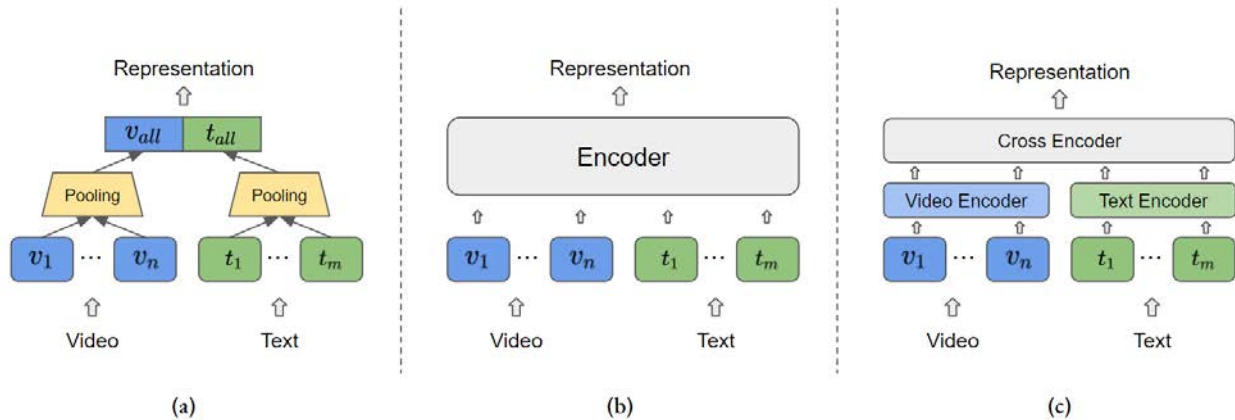 Representation
v_all t_all
Pooling Pooling
v_1 ... v_n t_1 ... t_m
Video Text
(a)
Representation
Encoder
v_1 ... v_n t_1 ... t_m
Video Text
(b)
Representation
Cross Encoder
Video Encoder Text Encoder
v_1 ... v_n t_1 ... t_m
Video Text
(c)